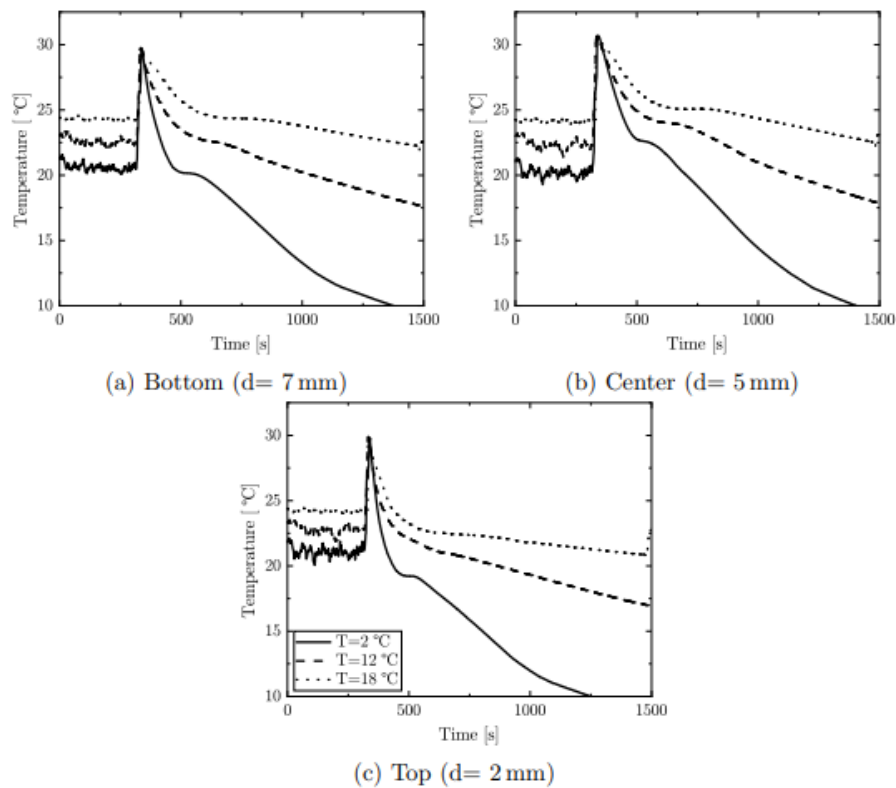 30
25
20
15
10
0
500
1000
1500
Temperature [ °C]
Time [s]
(a) Bottom (d= 7 mm)
30
25
20
15
10
0
500
1000
1500
Temperature [ °C]
Time [s]
(b) Center (d= 5 mm)
30
25
20
15
10
0
500
1000
1500
Temperature [ °C]
Time [s]
T=2 °C
T=12 °C
T=18 °C
(c) Top (d= 2 mm)